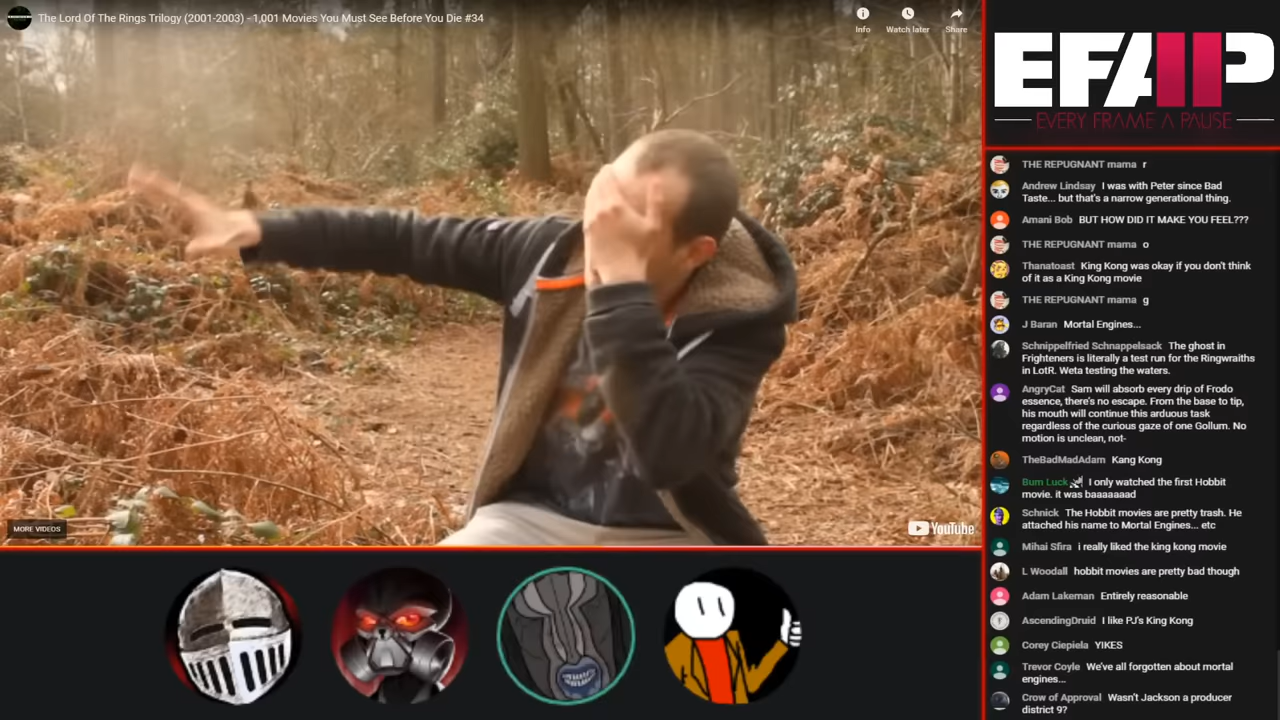 The Lord Of The Rings Trilogy (2001-2003) - 1,001 Movies You Must See Before You Die #34
Info
Watch later
Share
MORE VIDEOS
YouTube
EFAP
EVERY FRAME A PAUSE
THE REPUGNANT mama r
Andrew Lindsay I was with Peter since Bad
Taste... but that's a narrow generational thing.
Amani Bob BUT HOW DID IT MAKE YOU FEEL???
THE REPUGNANT mama o
Thanatoast King Kong was okay if you don't think
of it as a King Kong movie
THE REPUGNANT mama g
J Baran Mortal Engines...
Schnippelfried Schnappelsack The ghost in
Frighteners is literally a test run for the Ringwraiths
in LotR. Weta testing the waters.
AngryCat Sam will absorb every drip of Frodo
essence, there's no escape. From the base to tip,
his mouth will continue this arduous task
regardless of the curious gaze of one Gollum. No
motion is unclear, not-
TheBadMadAdam Kang Kong
Bum Luck I only watched the first Hobbit
movie. it was baaaaaaad
Schnick The Hobbit movies are pretty trash. He
attached his name to Mortal Engines... etc
Mihai Sfira i really liked the king kong movie
L Woodall hobbit movies are pretty bad though
Adam Lakeman Entirely reasonable
AscendingDruid I like PJ's King Kong
Corey Ciepiela YIKES
Trevor Coyle We've all forgotten about mortal
engines...
Crow of Approval Wasn't Jackson a producer
district 9?